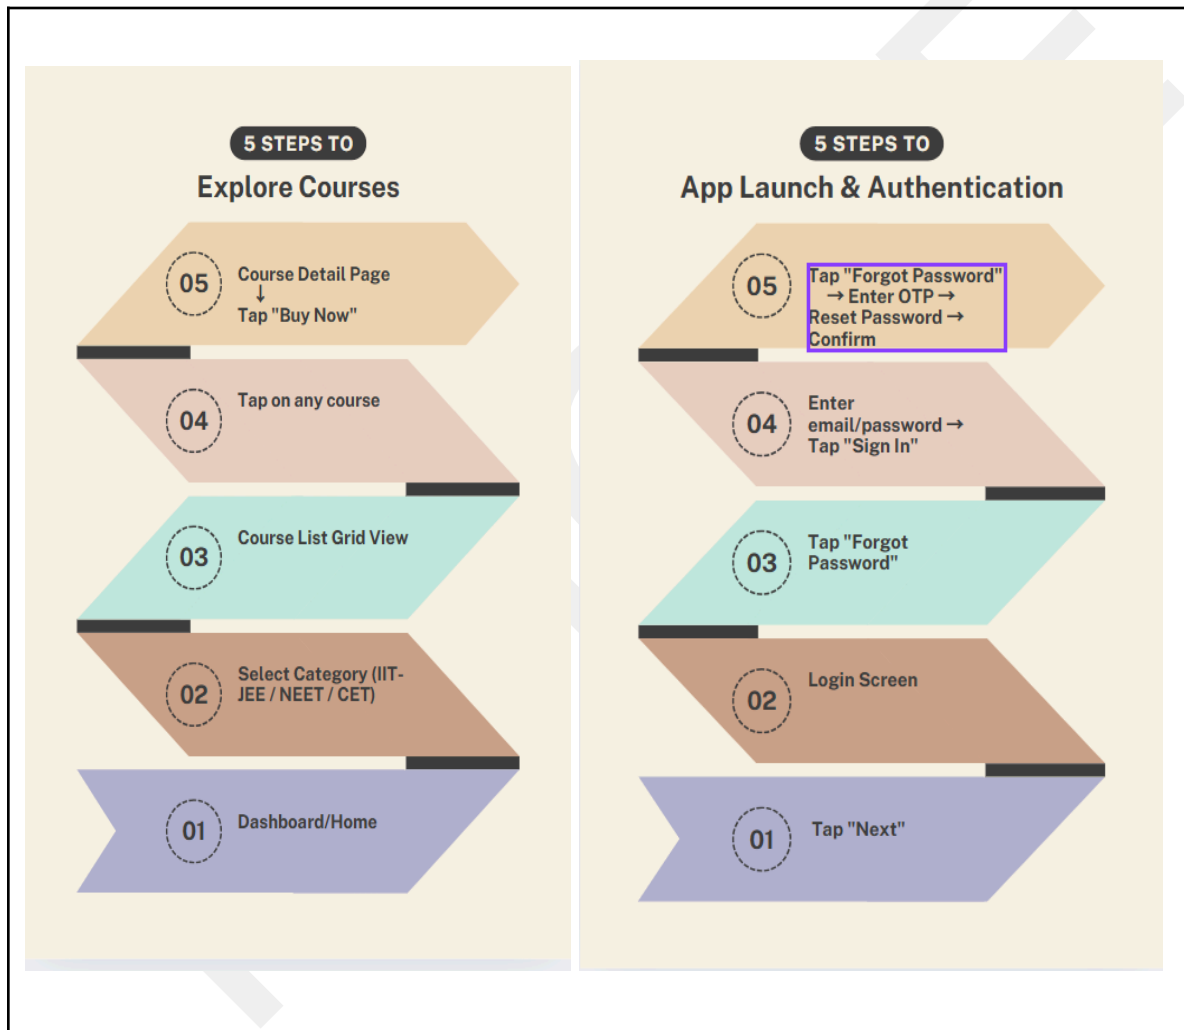 5 STEPS TO
Explore Courses
05
Course Detail Page
↓
Tap "Buy Now"
04
Tap on any course
03
Course List Grid View
02
Select Category (IIT-
JEE / NEET / CET)
01
Dashboard/Home
5 STEPS TO
App Launch & Authentication
05
Tap "Forgot Password"
→ Enter OTP →
Reset Password →
Confirm
04
Enter
email/password →
Tap "Sign In"
03
Tap "Forgot
Password"
02
Login Screen
01
Tap "Next"